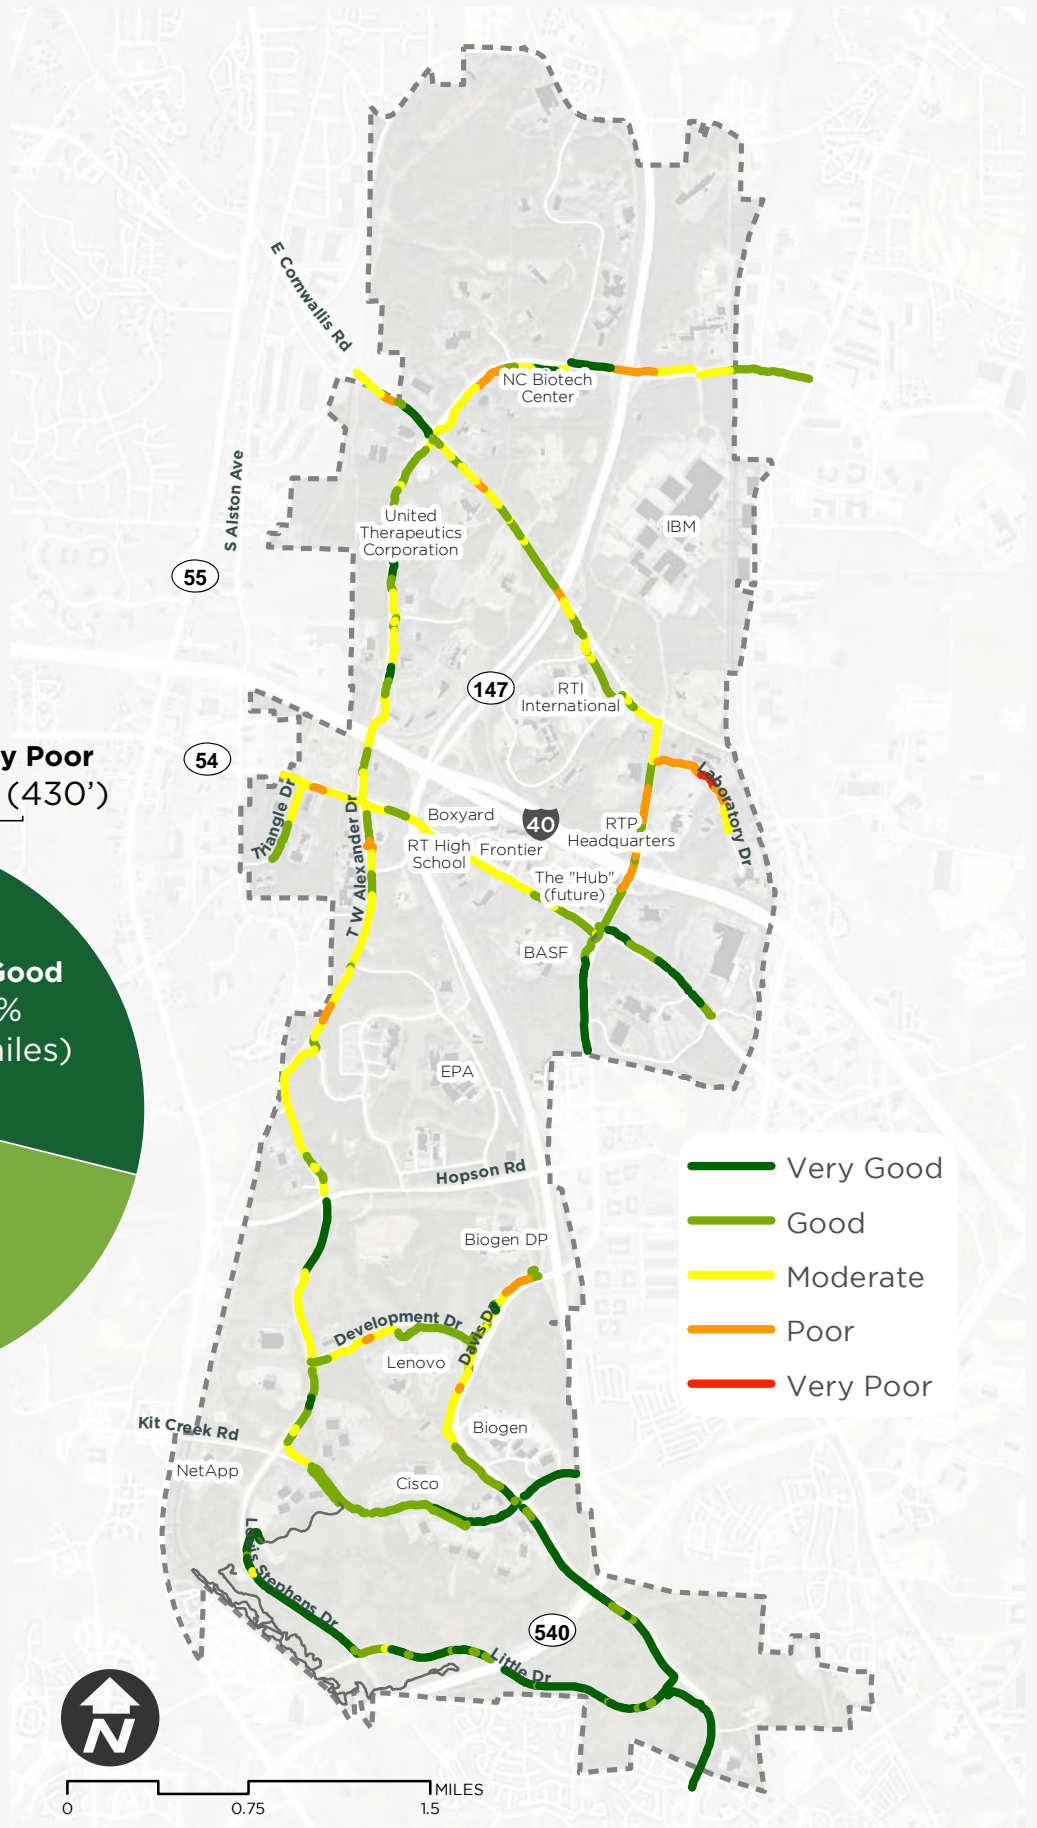 E Cornwallis Rd
NC Biotech
Center
S Alston Ave
United
Therapeutics
Corporation
IBM
55
147
RTI
International
y Poor
(430')
54
Triangle Dr
T W Alexander Dr
Boxyard
40
RT High
School
Frontier
RTP
Headquarters
Laboratory Dr
The "Hub"
(future)
BASF
Good
%
niles)
EPA
Hopson Rd
Very Good
Good
Moderate
Poor
Very Poor
Biogen DP
Development Dr
Davis Dr
Lenovo
Kit Creek Rd
Biogen
NetApp
Cisco
Louis Stephens Dr
540
Little Dr
N
MILES
0
0.75
1.5